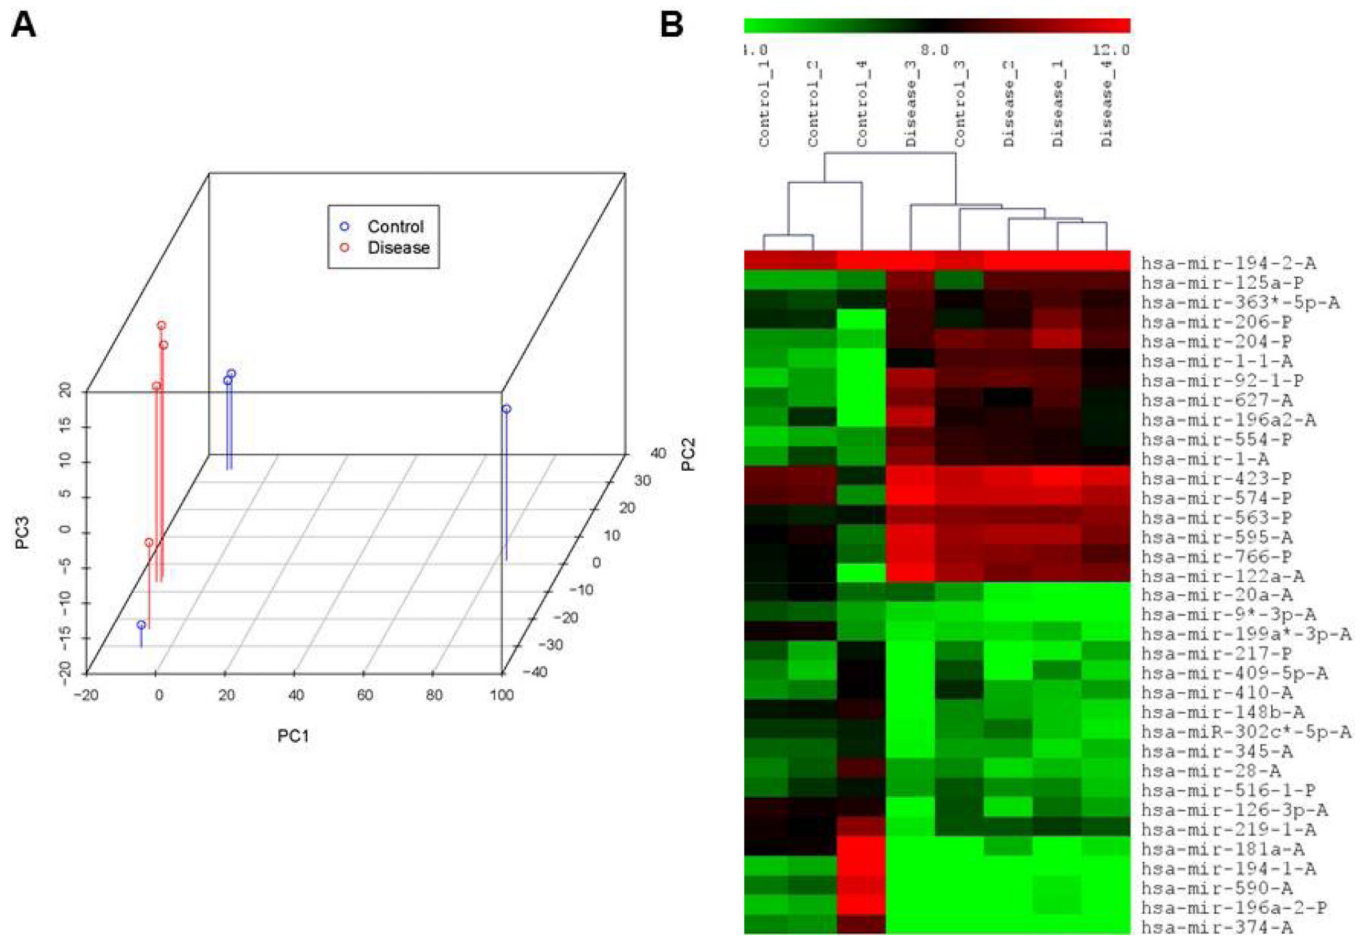 A
Control
Disease
20
15
10
5
0
−5
−10
−15
−20
PC3
−20
0
20
40
60
80
100
PC1
40
30
20
10
0
−10
−20
−30
−40
PC2
B
4.0
8.0
12.0
Control_1
Control_2
Control_4
Disease_3
Control_3
Disease_2
Disease_1
Disease_4
hsa-mir-194-2-A
hsa-mir-125a-P
hsa-mir-363*-5p-A
hsa-mir-206-P
hsa-mir-204-P
hsa-mir-1-1-A
hsa-mir-92-1-P
hsa-mir-627-A
hsa-mir-196a2-A
hsa-mir-554-P
hsa-mir-1-A
hsa-mir-423-P
hsa-mir-574-P
hsa-mir-563-P
hsa-mir-595-A
hsa-mir-766-P
hsa-mir-122a-A
hsa-mir-20a-A
hsa-mir-9*-3p-A
hsa-mir-199a*-3p-A
hsa-mir-217-P
hsa-mir-409-5p-A
hsa-mir-410-A
hsa-mir-148b-A
hsa-miR-302c*-5p-A
hsa-mir-345-A
hsa-mir-28-A
hsa-mir-516-1-P
hsa-mir-126-3p-A
hsa-mir-219-1-A
hsa-mir-181a-A
hsa-mir-194-1-A
hsa-mir-590-A
hsa-mir-196a-2-P
hsa-mir-374-A